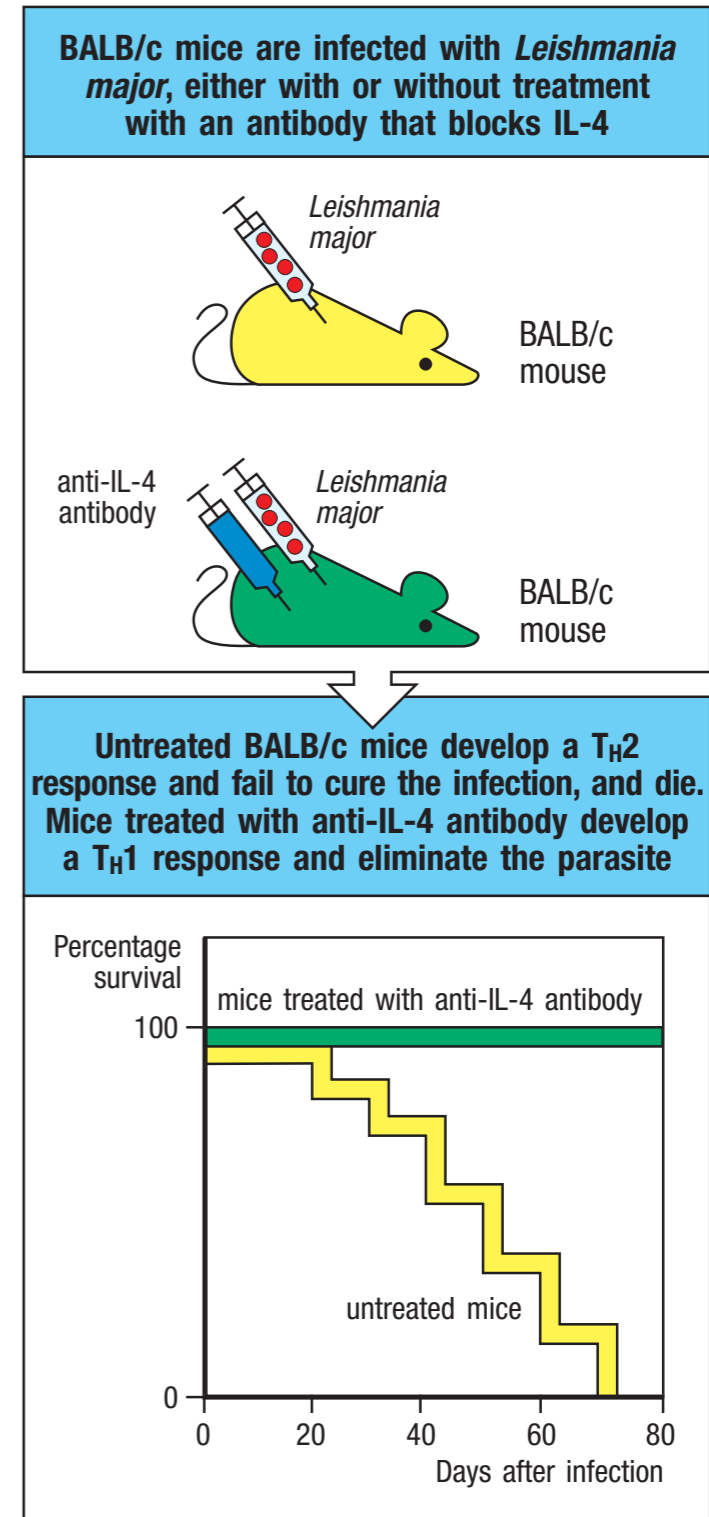 BALB/c mice are infected with Leishmania
major, either with or without treatment
with an antibody that blocks IL-4
Leishmania
major
BALB/c
mouse
anti-IL-4
antibody
Leishmania
major
BALB/c
mouse
Untreated BALB/c mice develop a TH2
response and fail to cure the infection, and die.
Mice treated with anti-IL-4 antibody develop
a TH1 response and eliminate the parasite
Percentage
survival
mice treated with anti-IL-4 antibody
100
untreated mice
0
0 20 40 60 80
Days after infection